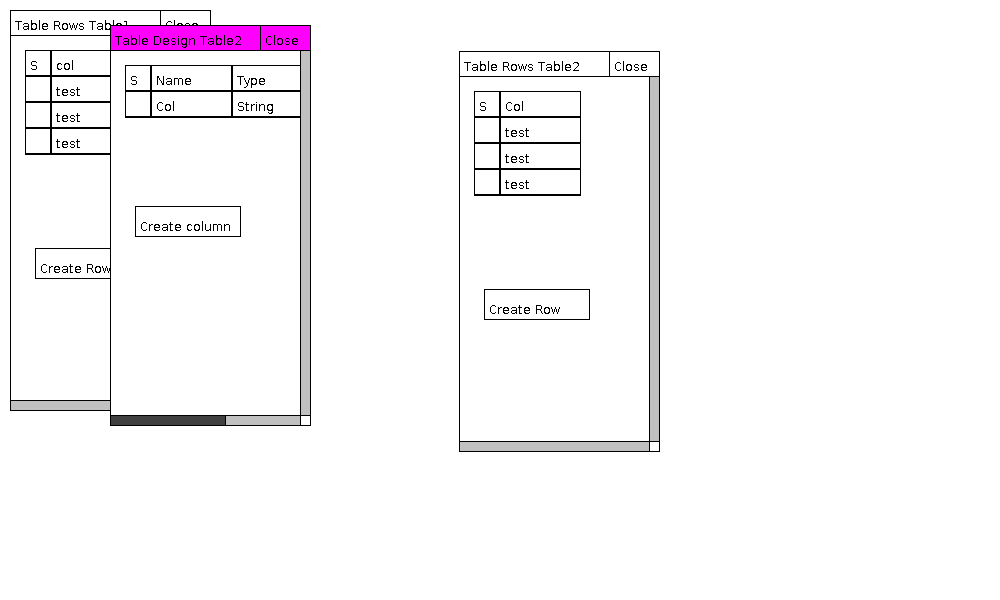 Table Rows Table1 Close
S col
test
test
test
Create Row
Table Design Table2 Close
S Name Type
Col String
Create column
Table Rows Table2 Close
S Col
test
test
test
Create Row